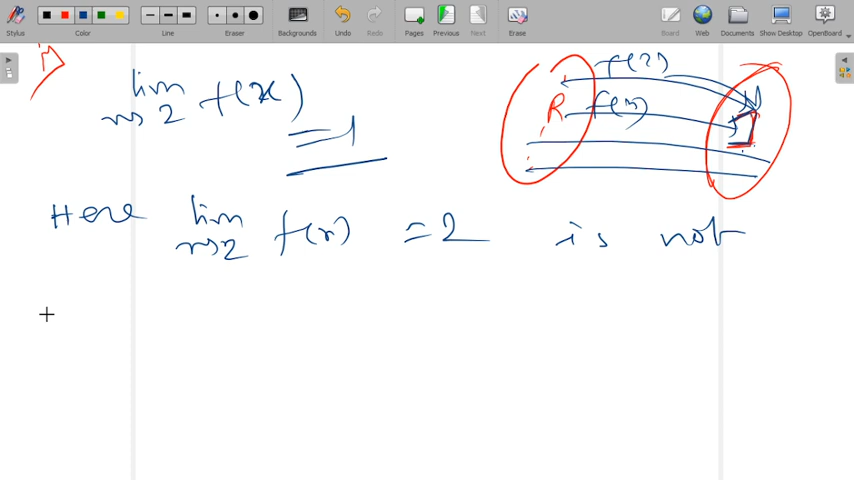 Stylus Color Line Eraser Backgrounds Undo Redo Pages Previous Next Erase Board Web Documents Show Desktop OpenBoard
lim f(x)
x→2
= 1
f(x)
R f(x)
Here lim f(x) = 2 is not
x→2